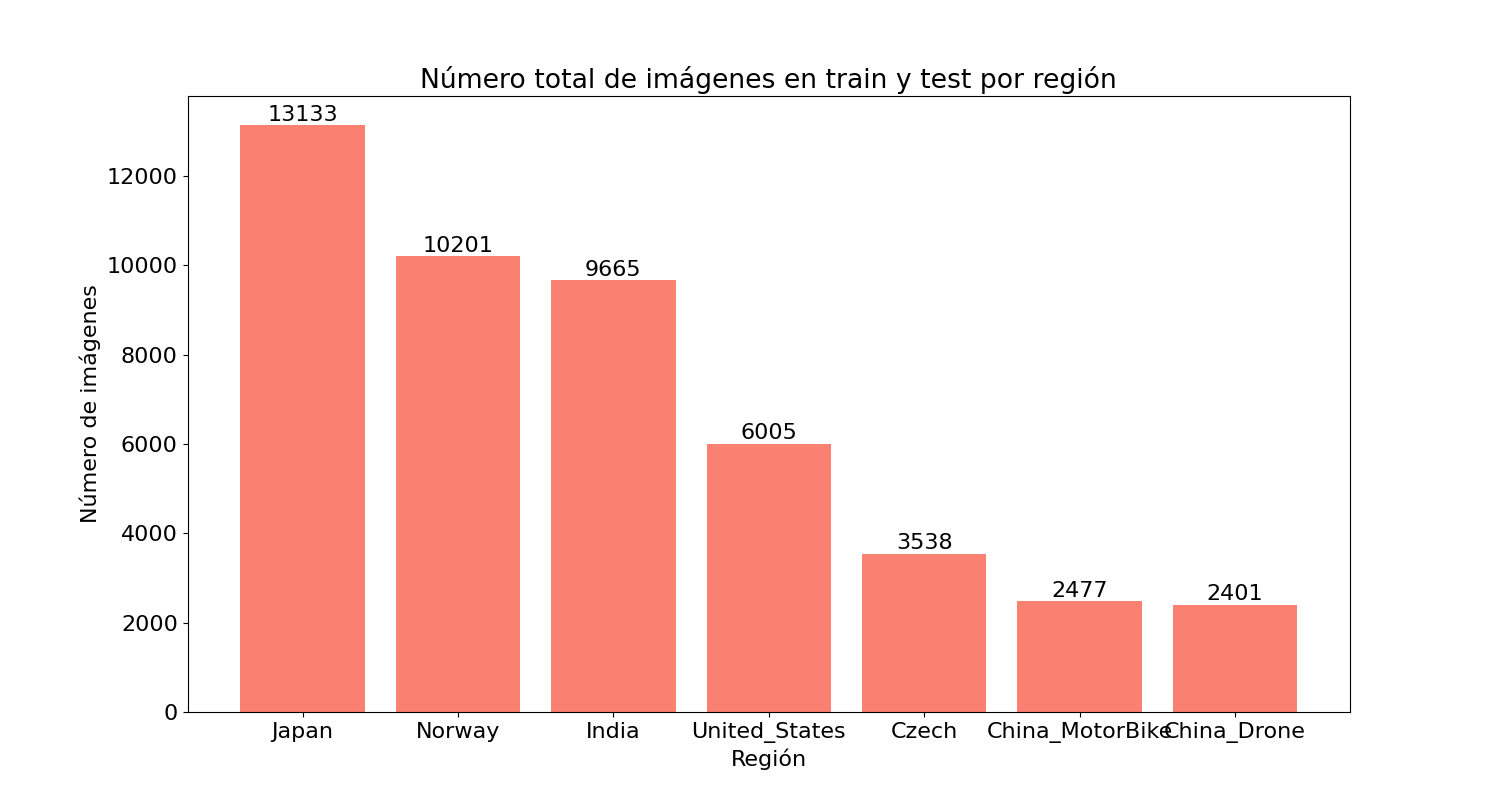 Número total de imágenes en train y test por región
13133
10201
9665
6005
3538
2477
2401
12000
10000
8000
6000
4000
2000
0
Número de imágenes
Japan
Norway
India
United_States
Czech
China_MotorBike
China_Drone
Región